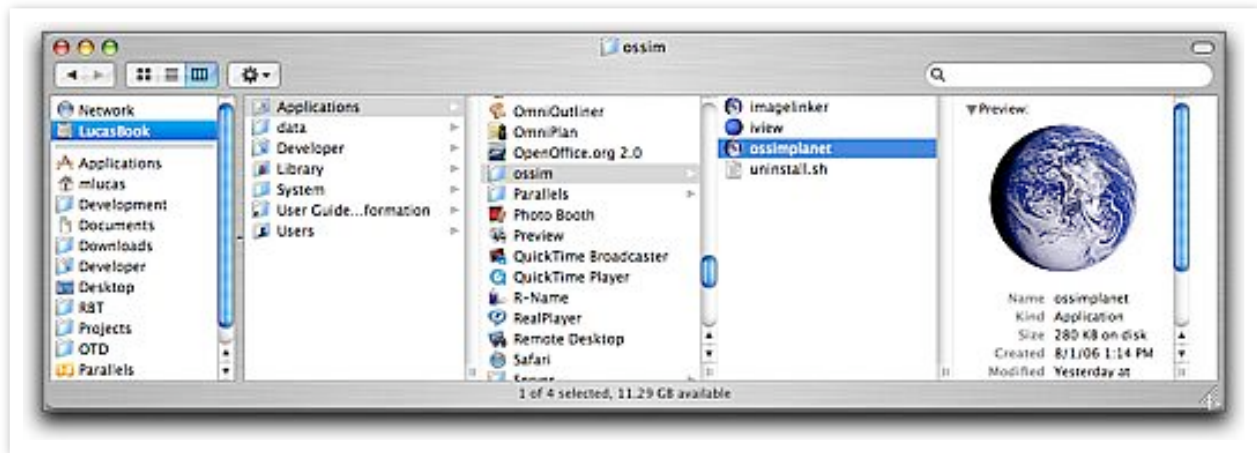 ossim
Network
LucasBook
Applications
mlucas
Development
Documents
Downloads
Developer
Desktop
RBT
Projects
OTD
Parallels
Applications
data
Developer
Library
System
User Guide...formation
Users
OmniOutliner
OmniPlan
OpenOffice.org 2.0
ossim
Parallels
Photo Booth
Preview
QuickTime Broadcaster
QuickTime Player
R-Name
RealPlayer
Remote Desktop
Safari
imagelinker
iview
ossimplanet
uninstall.sh
Preview:
Name ossimplanet
Kind Application
Size 280 KB on disk
Created 8/1/06 1:14 PM
Modified Yesterday at
1 of 4 selected, 11.29 GB available